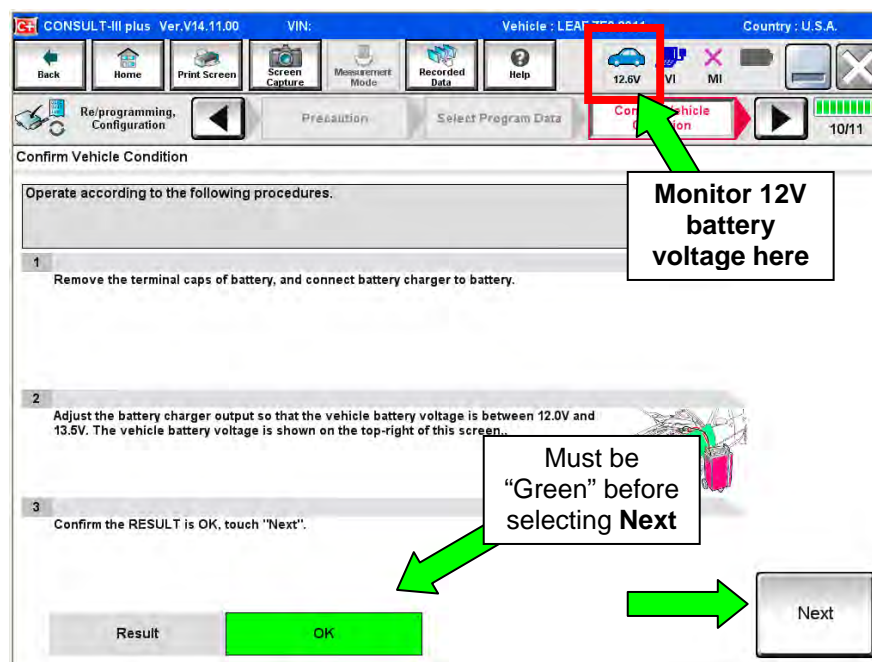 C+ CONSULT-III plus Ver.V14.11.00 VIN: Vehicle : LEAF Country : U.S.A.
Back Home Print Screen Screen Capture Measurement Mode Recorded Data Help 12.6V VI MI
Re/programming, Configuration Precaution Select Program Data 10/11
Confirm Vehicle Condition
Operate according to the following procedures.
Monitor 12V
battery
voltage here
1
Remove the terminal caps of battery, and connect battery charger to battery.
2
Adjust the battery charger output so that the vehicle battery voltage is between 12.0V and
13.5V. The vehicle battery voltage is shown on the top-right of this screen..
Must be
“Green” before
selecting Next
3
Confirm the RESULT is OK, touch "Next".
Result OK
Next